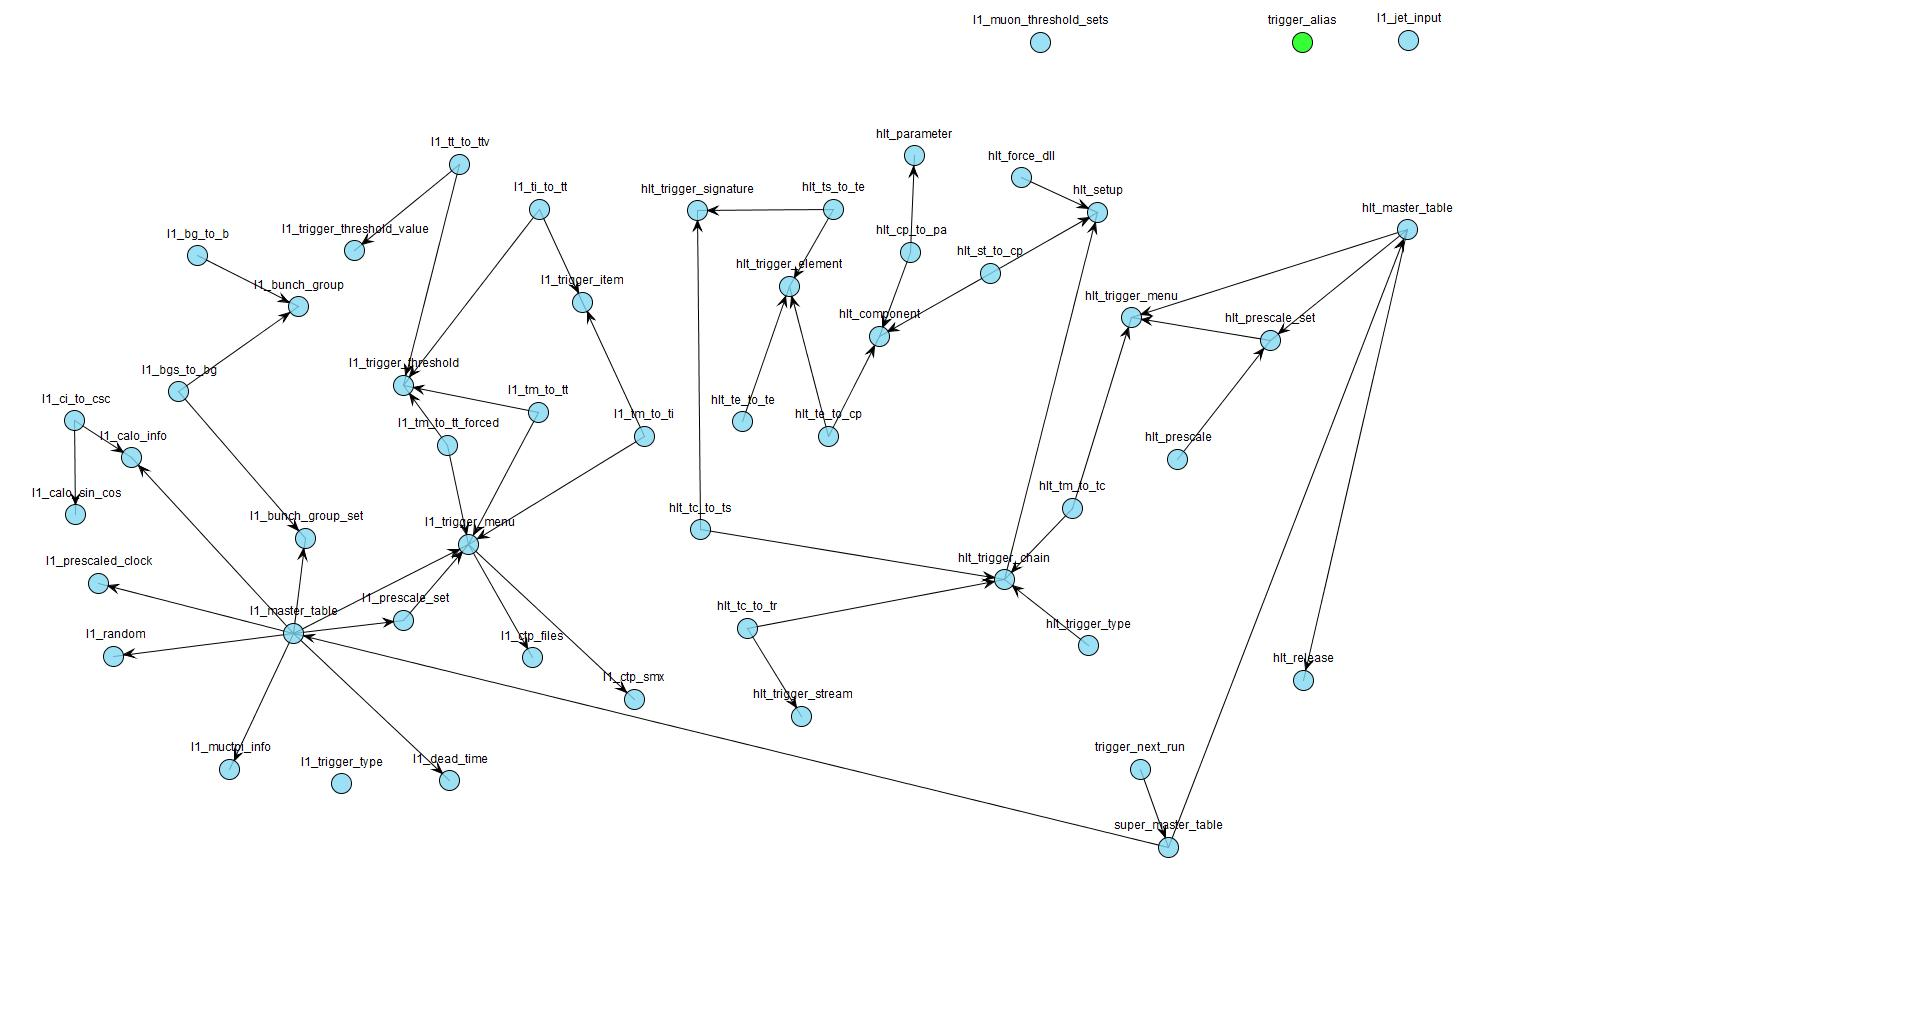 l1_muon_threshold_sets
trigger_alias
l1_jet_input
hlt_parameter
l1_tt_to_ttv
hlt_force_dll
l1_ti_to_tt
hlt_trigger_signature
hlt_ts_to_te
hlt_setup
hlt_master_table
l1_bg_to_b
l1_trigger_threshold_value
hlt_cp_to_pa
hlt_st_to_cp
hlt_trigger_element
l1_bunch_group
l1_trigger_item
hlt_trigger_menu
hlt_component
hlt_prescale_set
l1_bgs_to_bg
l1_trigger_threshold
l1_tm_to_tt
l1_ci_to_csc
hlt_te_to_te
hlt_te_to_cp
l1_tm_to_ti
l1_tm_to_tt_forced
l1_calo_info
hlt_prescale
l1_calo_sin_cos
hlt_tm_to_tc
hlt_tc_to_ts
l1_bunch_group_set
l1_trigger_menu
l1_prescaled_clock
hlt_trigger_chain
l1_prescale_set
l1_master_table
hlt_tc_to_tr
hlt_trigger_type
l1_random
l1_ctp_files
hlt_release
l1_ctp_smx
hlt_trigger_stream
l1_muctpi_info
trigger_next_run
l1_trigger_type
l1_dead_time
super_master_table